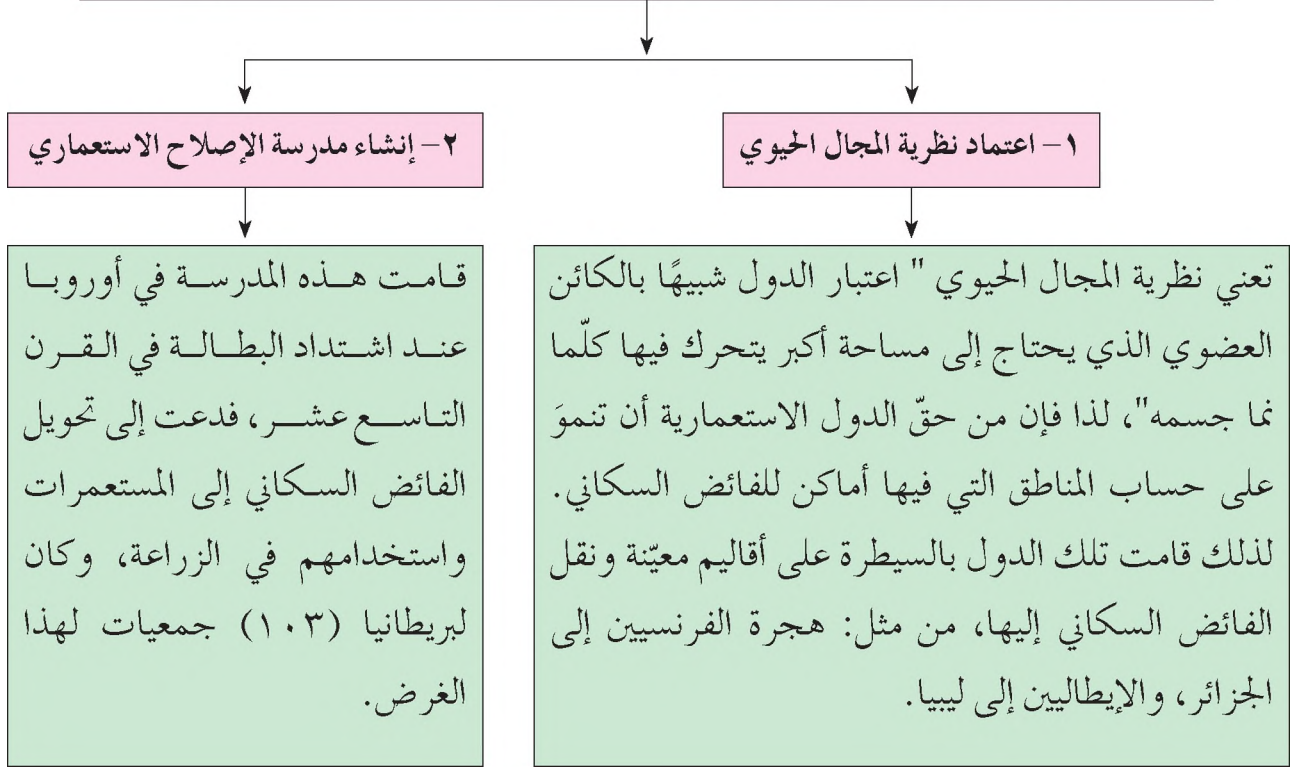 ١- اعتماد نظرية المجال الحيوي
تعني نظرية المجال الحيوي " اعتبار الدول شبيهًا بالكائن
العضوي الذي يحتاج إلى مساحة أكبر يتحرك فيها كلّما
نما جسمه"، لذا فإن من حقّ الدول الاستعمارية أن تنموَ
على حساب المناطق التي فيها أماكن للفائض السكاني.
لذلك قامت تلك الدول بالسيطرة على أقاليم معيّنة ونقل
الفائض السكاني إليها، من مثل: هجرة الفرنسيين إلى
الجزائر، والإيطاليين إلى ليبيا.
٢- إنشاء مدرسة الإصلاح الاستعماري
قامت هذه المدرسة في أوروبا
عند اشتداد البطالة في القرن
التاسع عشر، فدعت إلى تحويل
الفائض السكاني إلى المستعمرات
واستخدامهم في الزراعة، وكان
لبريطانيا (١٠٣) جمعيات لهذا
الغرض.